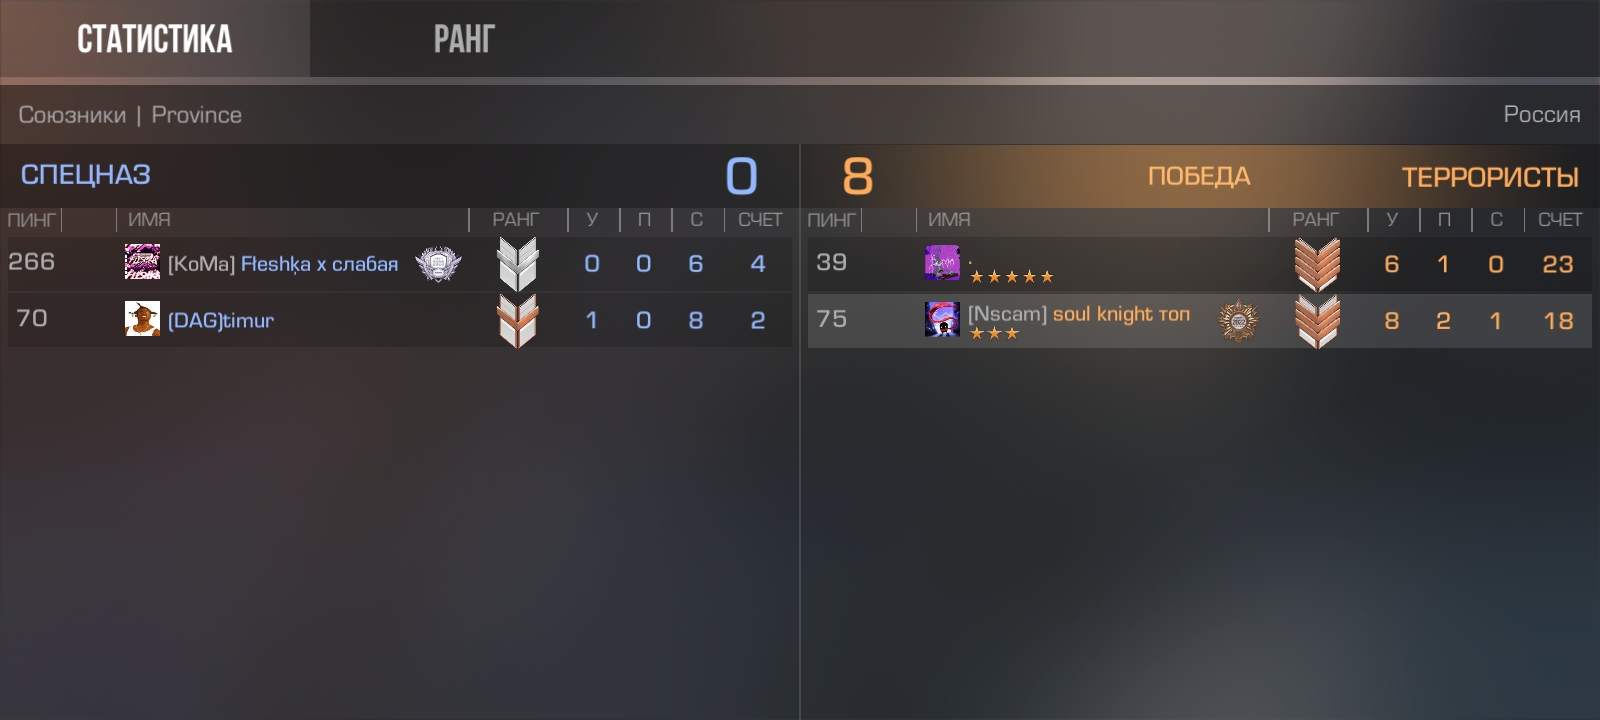 СТАТИСТИКА РАНГ
Союзники | Province Россия
СПЕЦНАЗ 0 8 ПОБЕДА ТЕРРОРИСТЫ
ПИНГ ИМЯ РАНГ У П С СЧЕТ ПИНГ ИМЯ РАНГ У П С СЧЕТ
266 [KoMa] Fłeshķa x слабая 0 0 6 4 39 . 6 1 0 23
70 (DAG)timur 1 0 8 2 75 [Nscam] soul knight топ 8 2 1 18